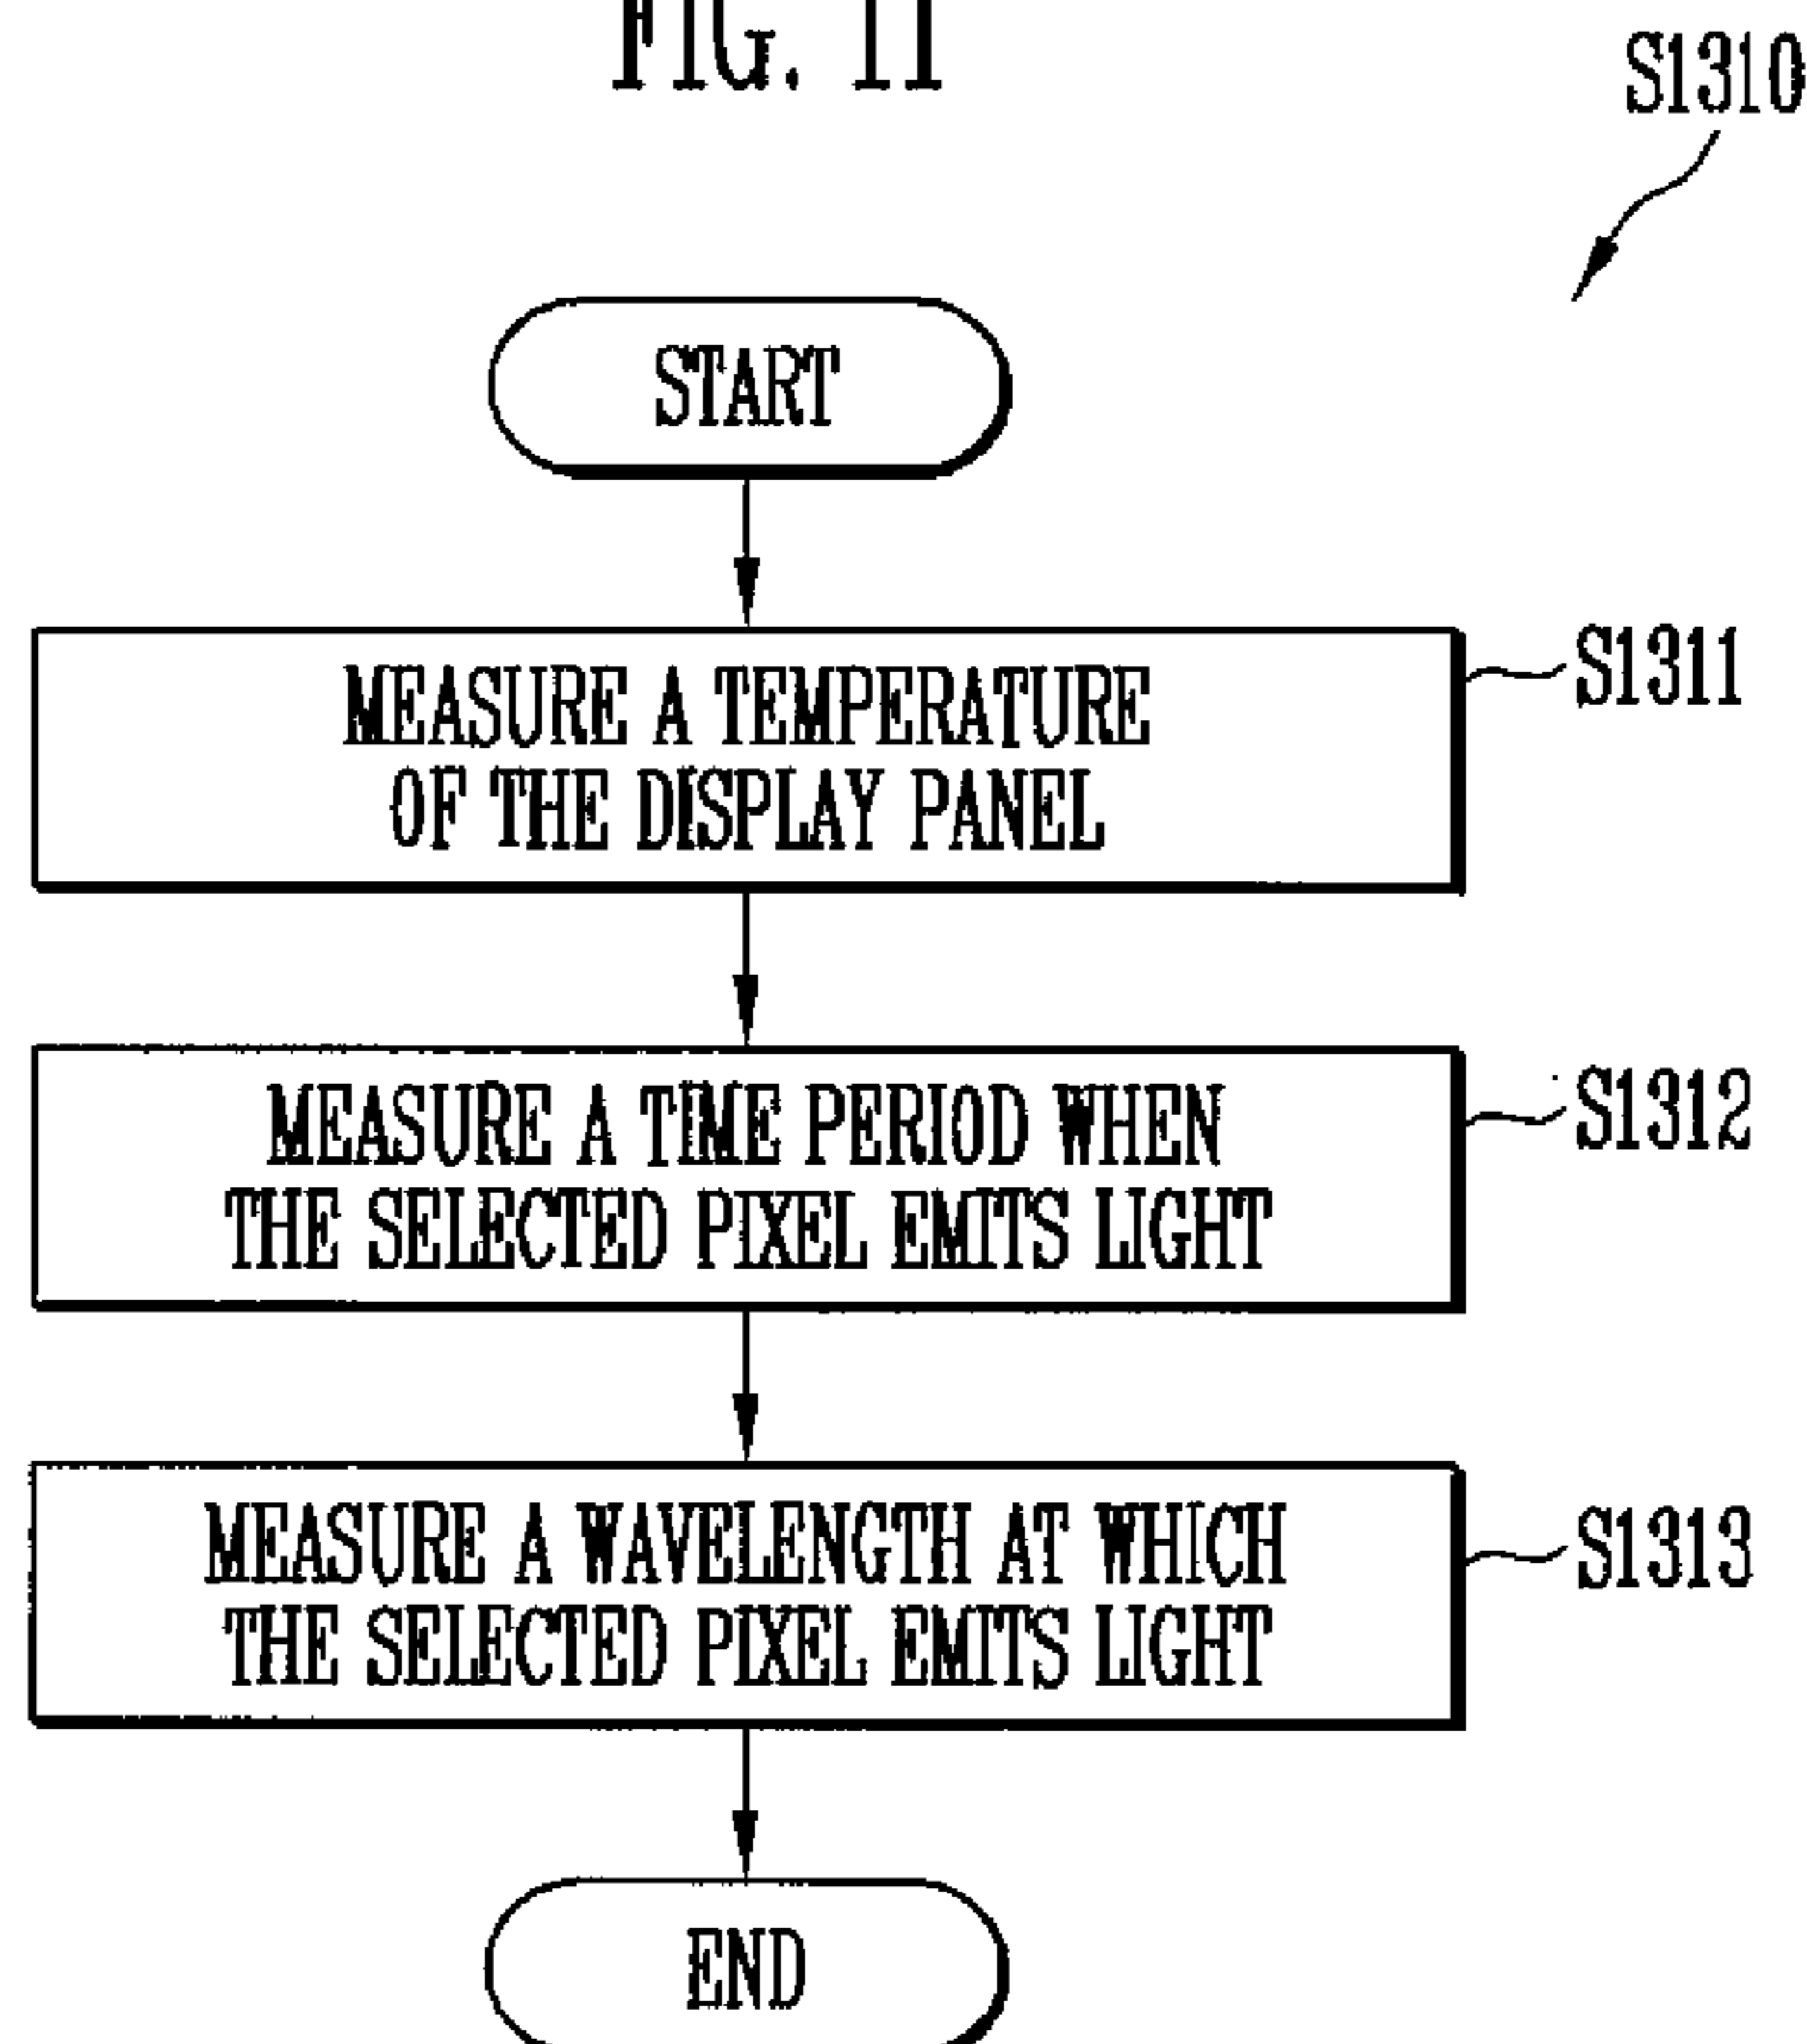 FIG. 11
S1310
START
MEASURE A TEMPERATURE
OF THE DISPLAY PANEL
S1311
MEASURE A TIME PERIOD WHEN
THE SELECTED PIXEL EMITS LIGHT
S1312
MEASURE A WAVELENGTH AT WHICH
THE SELECTED PIXEL EMITS LIGHT
S1313
END